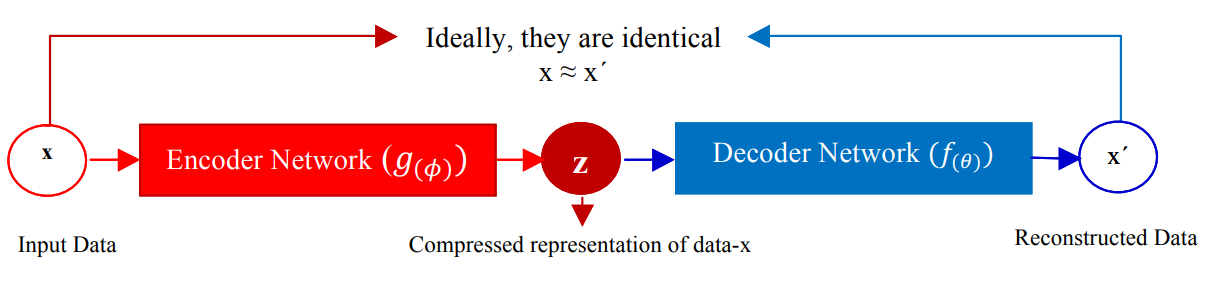 Ideally, they are identical
x ≈ x´
x
Encoder Network (g(ϕ))
z
Decoder Network (f(θ))
x´
Input Data
Compressed representation of data-x
Reconstructed Data